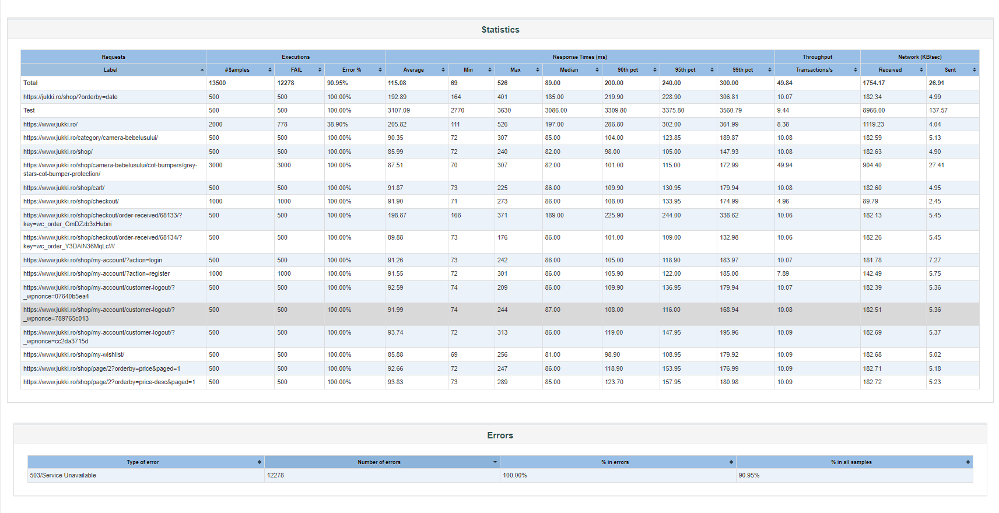 Statistics
Requests Executions Response Times (ms) Throughput Network (KB/sec)
Label #Samples FAIL Error % Average Min Max Median 90th pct 95th pct 99th pct Transactions/s Received Sent
Total 13500 12278 90.95% 115.08 69 526 89.00 200.00 240.00 300.00 49.84 1754.17 26.91
https://jukki.ro/shop/?orderby=date 500 500 100.00% 192.89 164 401 185.00 219.90 228.90 306.81 10.07 182.34 4.99
Test 500 500 100.00% 3107.09 2770 3630 3086.00 3309.80 3375.80 3560.79 9.44 8966.00 137.57
https://www.jukki.ro/ 2000 778 38.90% 205.82 111 526 197.00 286.80 302.00 361.99 8.38 1119.23 4.04
https://www.jukki.ro/category/camera-bebelusului/ 500 500 100.00% 90.35 72 307 85.00 104.00 123.85 189.87 10.08 182.59 5.13
https://www.jukki.ro/shop/ 500 500 100.00% 85.99 72 240 82.00 98.00 105.00 147.93 10.08 182.63 4.90
https://www.jukki.ro/shop/camera-bebelusului/cot-bumpers/grey- 3000 3000 100.00% 87.51 70 307 82.00 101.00 115.00 172.99 49.94 904.40 27.41
stars-cot-bumper-protection/
https://www.jukki.ro/shop/cart/ 500 500 100.00% 91.87 73 225 86.00 109.90 130.95 179.94 10.08 182.60 4.95
https://www.jukki.ro/shop/checkout/ 1000 1000 100.00% 91.90 71 273 86.00 108.00 133.95 174.99 4.96 89.79 2.45
https://www.jukki.ro/shop/checkout/order-received/68133/? 500 500 100.00% 198.87 166 371 189.00 225.90 244.00 338.62 10.06 182.13 5.45
key=wc_order_CmDZzb3xHubni
https://www.jukki.ro/shop/checkout/order-received/68134/? 500 500 100.00% 89.88 73 176 86.00 101.00 109.00 132.98 10.06 182.26 5.45
key=wc_order_Y3DAlN36MqLcW
https://www.jukki.ro/shop/my-account/?action=login 500 500 100.00% 91.26 73 242 86.00 105.00 118.90 183.97 10.07 181.78 7.27
https://www.jukki.ro/shop/my-account/?action=register 1000 1000 100.00% 91.55 72 301 86.00 105.90 122.00 185.00 7.89 142.49 5.75
https://www.jukki.ro/shop/my-account/customer-logout/? 500 500 100.00% 92.59 74 209 86.00 109.90 136.95 179.94 10.07 182.39 5.36
_wpnonce=07640b5ea4
https://www.jukki.ro/shop/my-account/customer-logout/? 500 500 100.00% 91.99 74 244 87.00 108.00 116.00 168.94 10.08 182.51 5.36
_wpnonce=789765c013
https://www.jukki.ro/shop/my-account/customer-logout/? 500 500 100.00% 93.74 72 313 86.00 119.00 147.95 195.96 10.09 182.69 5.37
_wpnonce=cc2da3715d
https://www.jukki.ro/shop/my-wishlist/ 500 500 100.00% 85.88 69 256 81.00 98.90 108.95 179.92 10.09 182.68 5.02
https://www.jukki.ro/shop/page/2?orderby=price&paged=1 500 500 100.00% 92.66 72 247 86.00 118.90 153.95 176.99 10.09 182.71 5.18
https://www.jukki.ro/shop/page/2?orderby=price-desc&paged=1 500 500 100.00% 93.83 73 289 85.00 123.70 157.95 180.98 10.09 182.72 5.23
Errors
Type of error Number of errors % in errors % in all samples
503/Service Unavailable 12278 100.00% 90.95%